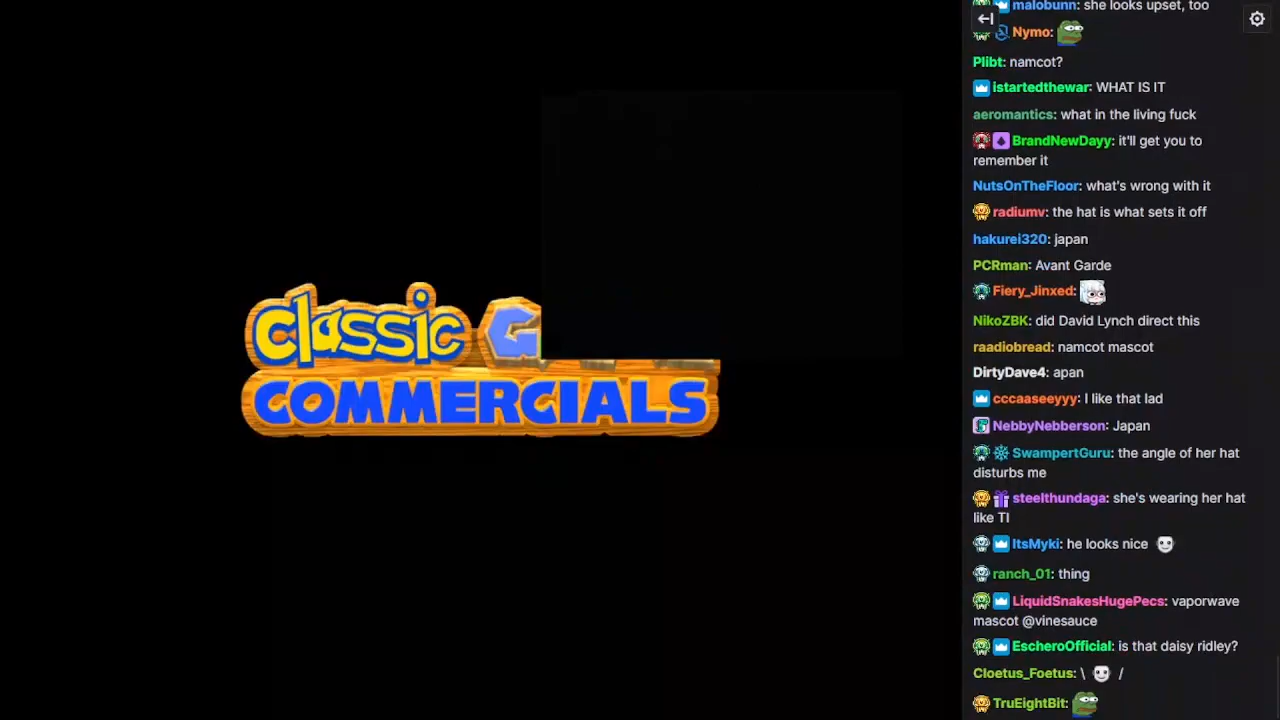 classic G
COMMERCIALS
malobunn: she looks upset, too
Nymo:
Plibt: namcot?
istartedthewar: WHAT IS IT
aeromantics: what in the living fuck
BrandNewDayy: it'll get you to
remember it
NutsOnTheFloor: what's wrong with it
radiumv: the hat is what sets it off
hakurei320: japan
PCRman: Avant Garde
Fiery_Jinxed:
NikoZBK: did David Lynch direct this
raadiobread: namcot mascot
DirtyDave4: apan
cccaaseeyyy: I like that lad
NebbyNebberson: Japan
SwampertGuru: the angle of her hat
disturbs me
steelthundaga: she's wearing her hat
like TI
ItsMyki: he looks nice
ranch_01: thing
LiquidSnakesHugePecs: vaporwave
mascot @vinesauce
EscheroOfficial: is that daisy ridley?
Cloetus_Foetus: \ /
TruEightBit: